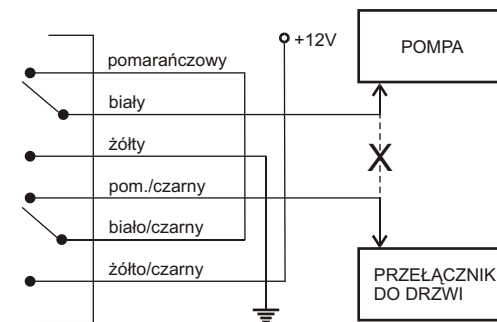 +12V
POMPA
pomarańczowy
biały
żółty
X
pom./czarny
biało/czarny
żółto/czarny
PRZEŁĄCZNIK
DO DRZWI